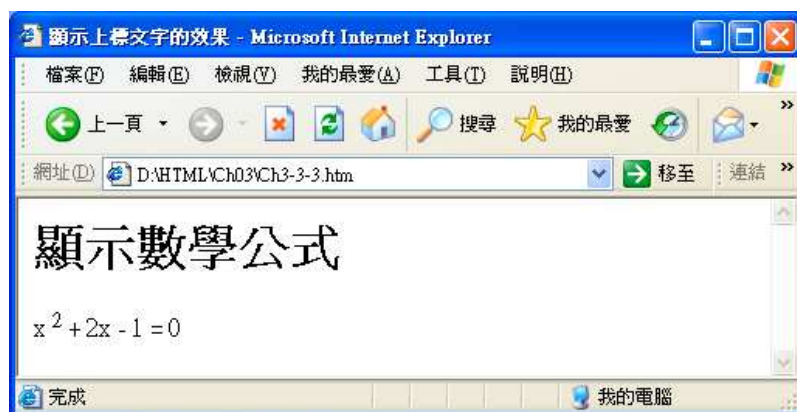 顯示上標文字的效果 - Microsoft Internet Explorer
檔案(F) 編輯(E) 檢視(V) 我的最愛(A) 工具(T) 說明(H)
上一頁 搜尋 我的最愛 »
網址(D) D:\HTML\Ch03\Ch3-3-3.htm 移至 連結 »
顯示數學公式
x ² + 2x - 1 = 0
完成 我的電腦